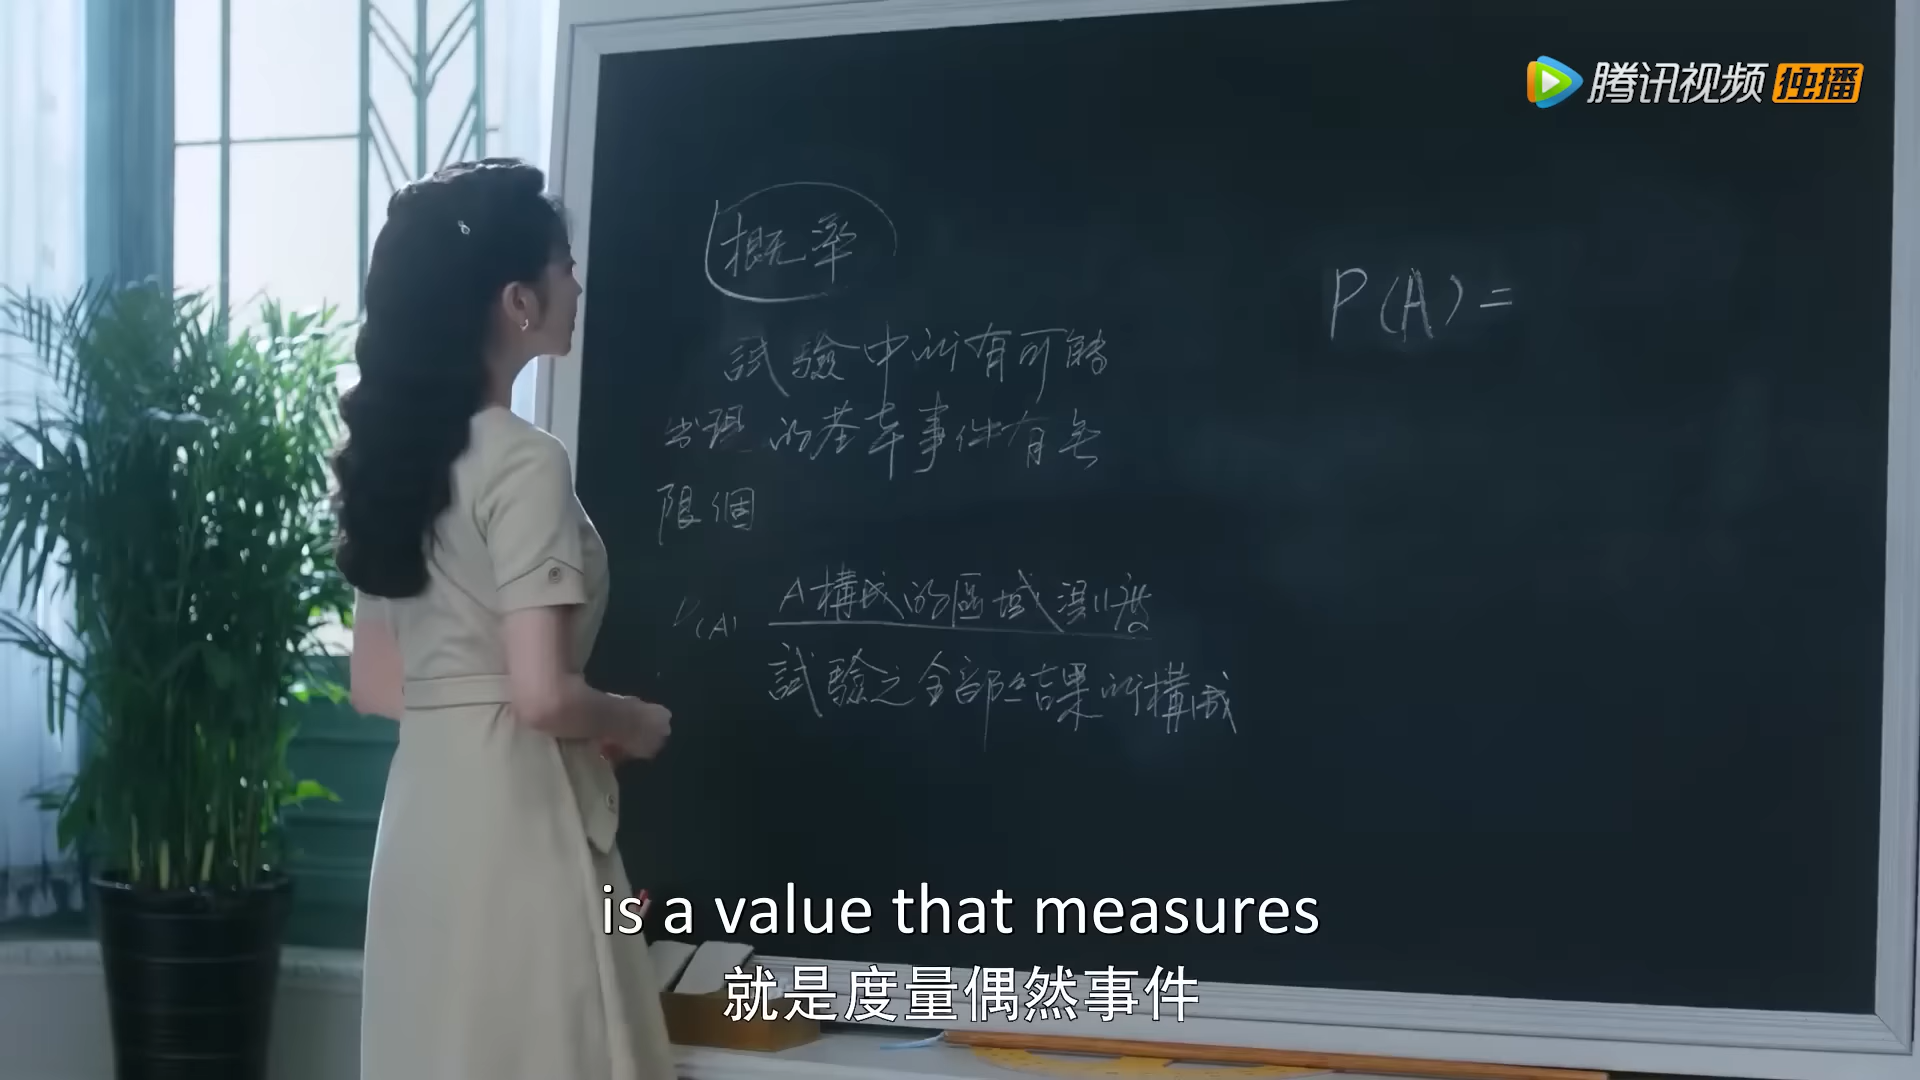 腾讯视频 独播
概率
P(A)=
試驗中所有可能
出現的基本事件有無
限個
P(A) A構成的區域測度
試驗之全部結果所構成
is a value that measures
就是度量偶然事件